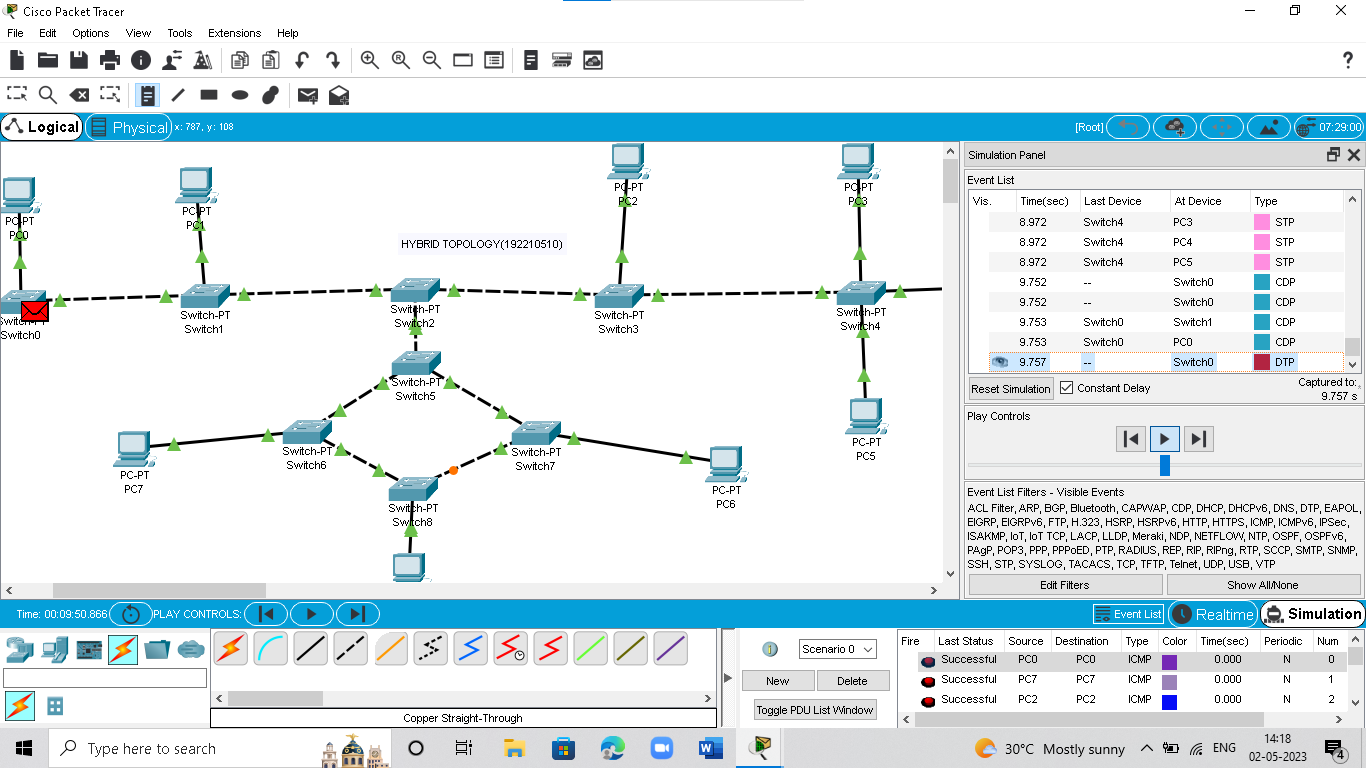 Cisco Packet Tracer
File Edit Options View Tools Extensions Help
Logical Physical x: 787, y: 108 [Root] 07:29:00
PC-PT
PC0
PC-PT
PC1
PC-PT
PC2
PC-PT
PC3
HYBRID TOPOLOGY(192210510)
Switch-PT
Switch0
Switch-PT
Switch1
Switch-PT
Switch2
Switch-PT
Switch3
Switch-PT
Switch4
Switch-PT
Switch5
Switch-PT
Switch6
Switch-PT
Switch7
PC-PT
PC5
PC-PT
PC7
PC-PT
PC6
Switch-PT
Switch8
Simulation Panel
Event List
Vis. Time(sec) Last Device At Device Type
8.972 Switch4 PC3 STP
8.972 Switch4 PC4 STP
8.972 Switch4 PC5 STP
9.752 -- Switch0 CDP
9.752 -- Switch0 CDP
9.753 Switch0 Switch1 CDP
9.753 Switch0 PC0 CDP
9.757 -- Switch0 DTP
Reset Simulation Constant Delay Captured to:
9.757 s
Play Controls
Event List Filters - Visible Events
ACL Filter, ARP, BGP, Bluetooth, CAPWAP, CDP, DHCP, DHCPv6, DNS, DTP, EAPOL,
EIGRP, EIGRPv6, FTP, H.323, HSRP, HSRPv6, HTTP, HTTPS, ICMP, ICMPv6, IPSec,
ISAKMP, IoT, IoT TCP, LACP, LLDP, Meraki, NDP, NETFLOW, NTP, OSPF, OSPFv6,
PAgP, POP3, PPP, PPPoED, PTP, RADIUS, REP, RIP, RIPng, RTP, SCCP, SMTP, SNMP,
SSH, STP, SYSLOG, TACACS, TCP, TFTP, Telnet, UDP, USB, VTP
Edit Filters Show All/None
Time: 00:09:50.866 PLAY CONTROLS: Event List Realtime Simulation
Scenario 0
New Delete
Toggle PDU List Window
Fire Last Status Source Destination Type Color Time(sec) Periodic Num
Successful PC0 PC0 ICMP 0.000 N 0
Successful PC7 PC7 ICMP 0.000 N 1
Successful PC2 PC2 ICMP 0.000 N 2
Copper Straight-Through
Type here to search
30°C Mostly sunny ENG 14:18
02-05-2023
4